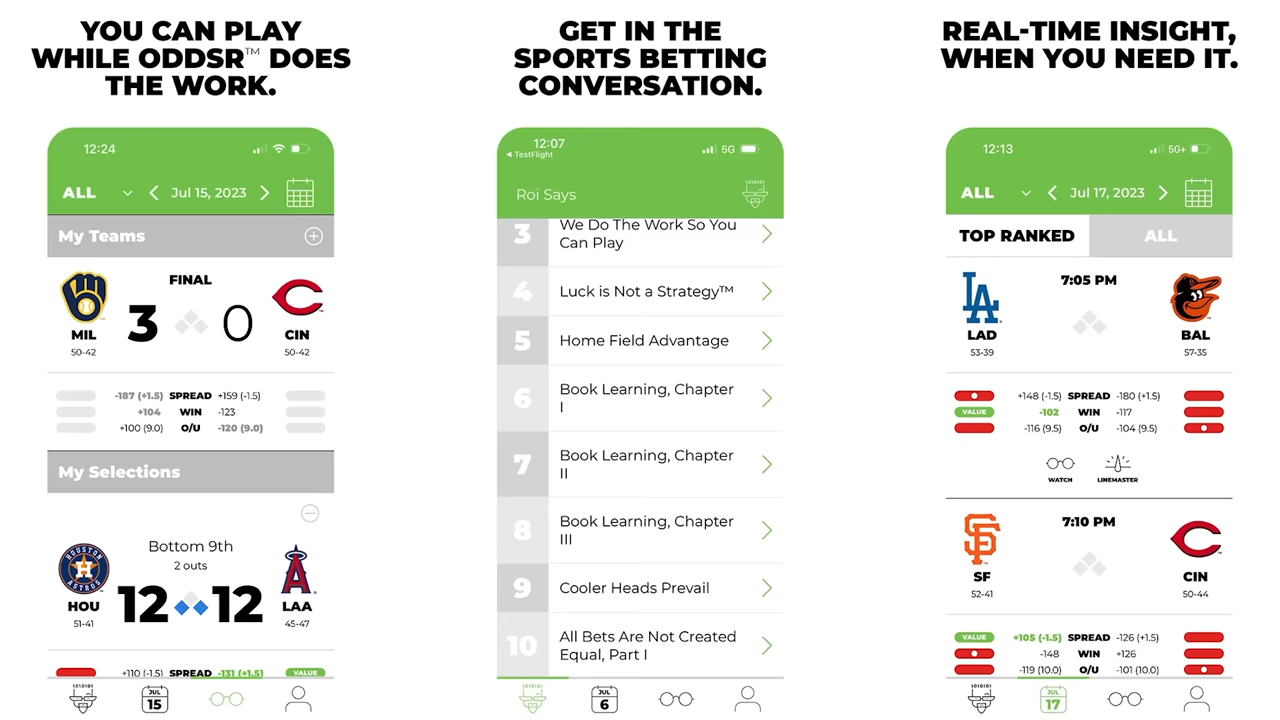 YOU CAN PLAY
WHILE ODDSR™ DOES
THE WORK.
12:24
ALL
Jul 15, 2023
My Teams
FINAL
3 0
MIL
CIN
50-42
50-42
-187 (+1.5) SPREAD +159 (-1.5)
+104 WIN -123
+100 (9.0) O/U -120 (9.0)
My Selections
Bottom 9th
2 outs
HOUSTON
ASTROS
12 12
HOU
LAA
51-41
45-47
+110 (-1.5) SPREAD -131 (+1.5) VALUE
1010101
JUL
15
GET IN THE
SPORTS BETTING
CONVERSATION.
12:07
TestFlight
5G
Roi Says
1010101
3 We Do The Work So You
Can Play
4 Luck is Not a Strategy™
5 Home Field Advantage
6 Book Learning, Chapter
I
7 Book Learning, Chapter
II
8 Book Learning, Chapter
III
9 Cooler Heads Prevail
10 All Bets Are Not Created
Equal, Part I
1010101
JUL
6
REAL-TIME INSIGHT,
WHEN YOU NEED IT.
12:13
5G+
ALL
Jul 17, 2023
TOP RANKED
ALL
7:05 PM
LA
LAD
BAL
53-39
57-35
+148 (-1.5) SPREAD -180 (+1.5)
VALUE -102 WIN -117
-116 (9.5) O/U -104 (9.5)
WATCH
LINEMASTER
7:10 PM
SF
SF
CIN
52-41
50-44
VALUE +105 (-1.5) SPREAD -126 (+1.5)
-148 WIN +126
-119 (10.0) O/U -101 (10.0)
1010101
JUL
17